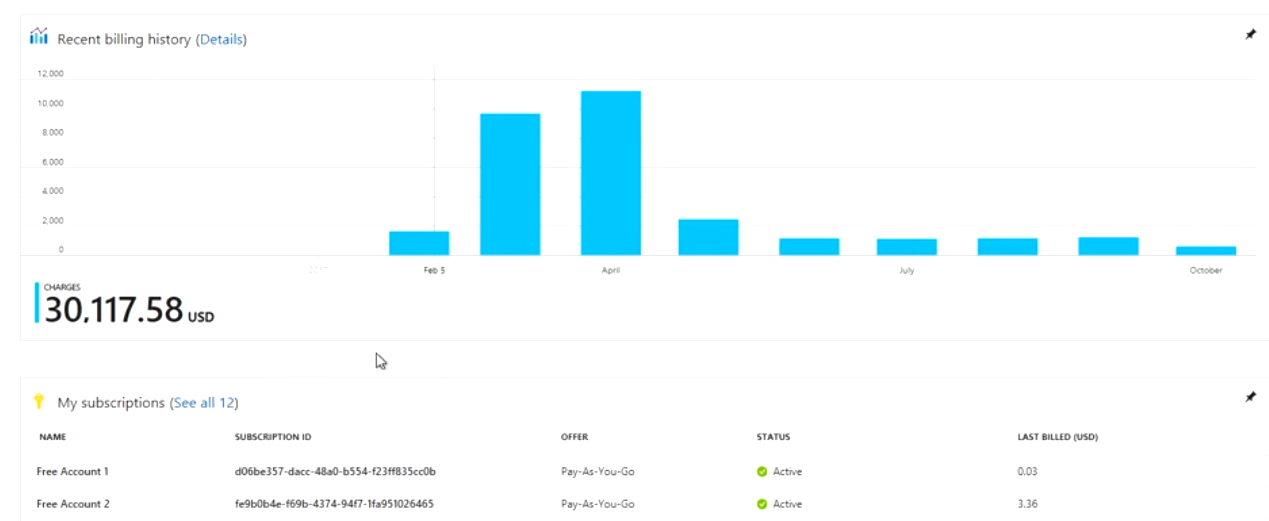 Recent billing history (Details)
12,000
10,000
8,000
6,000
4,000
2,000
0
Feb 5 April July October
CHARGES
30,117.58 USD
My subscriptions (See all 12)
NAME SUBSCRIPTION ID OFFER STATUS LAST BILLED (USD)
Free Account 1 d06be357-dacc-48a0-b554-f23ff835cc0b Pay-As-You-Go Active 0.03
Free Account 2 fe9b0b4e-f69b-4374-94f7-1fa951026465 Pay-As-You-Go Active 3.36